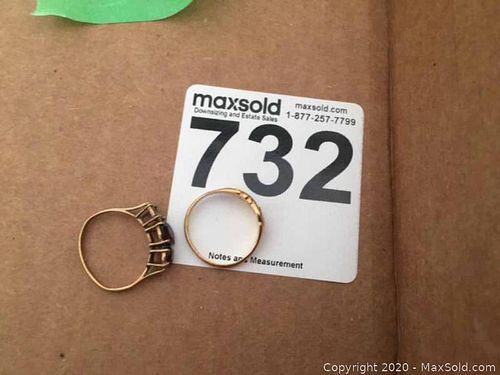 maxsold
Downsizing and Estate Sales
maxsold.com
1-877-257-7799
732
Notes and Measurement
Copyright © 2020 - MaxSold.com